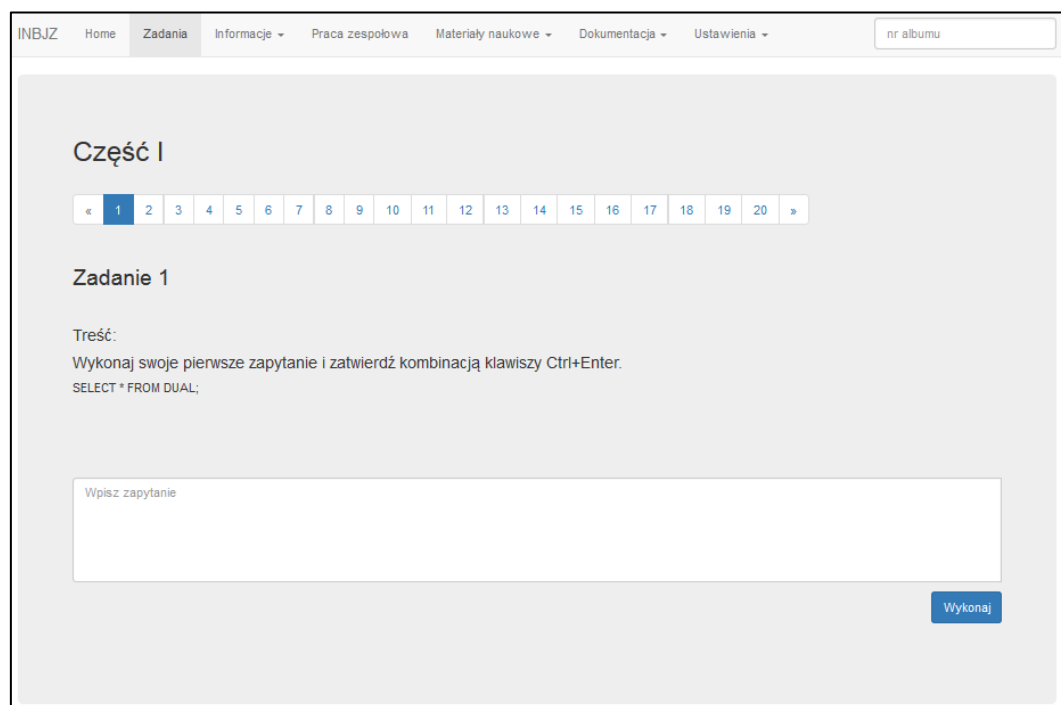 INBJZ Home Zadania Informacje Praca zespołowa Materiały naukowe Dokumentacja Ustawienia nr albumu
Część I
« 1 2 3 4 5 6 7 8 9 10 11 12 13 14 15 16 17 18 19 20 »
Zadanie 1
Treść:
Wykonaj swoje pierwsze zapytanie i zatwierdź kombinacją klawiszy Ctrl+Enter.
SELECT * FROM DUAL;
Wpisz zapytanie
Wykonaj